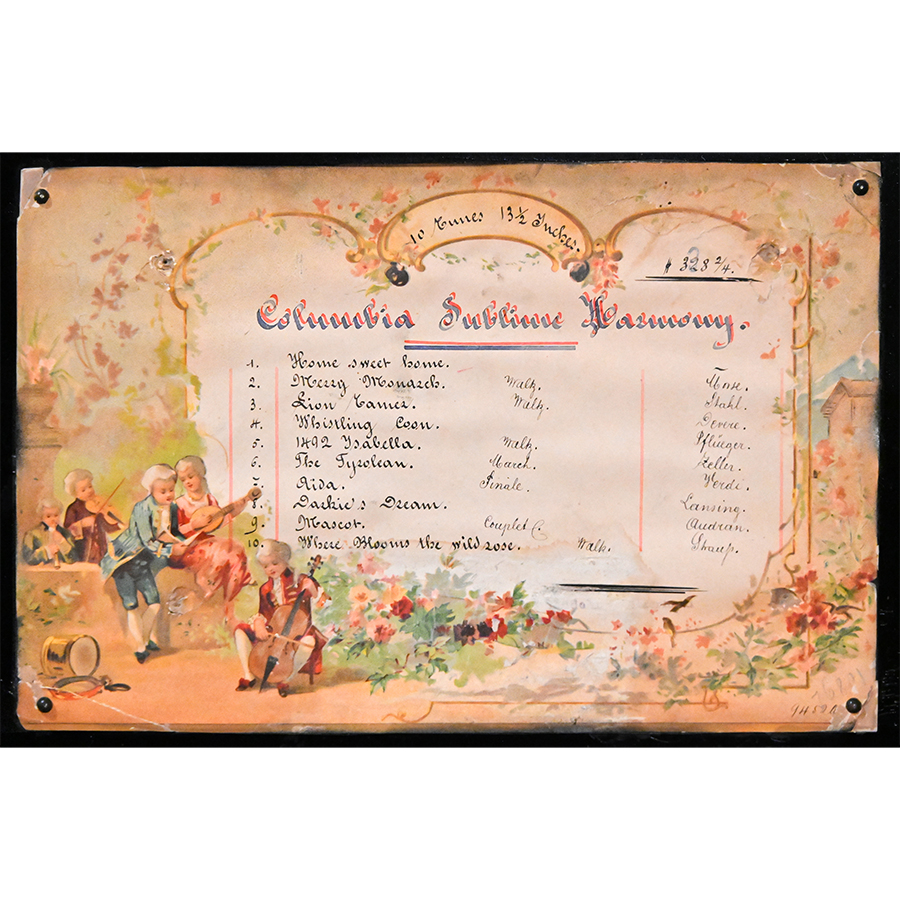 10 Tunes 13½ Inches.
328 2/4.
Columbia Sublime Harmony.
1. Home sweet home.
2. Merry Monarch. Waltz. Morse.
3. Lion Tamer. Waltz. Stahl.
4. Whistling Coon. Devere.
5. 1492 Isabella. Waltz. Pflueger.
6. The Tyrolean. March. Zeller.
7. Aida. Finale. Verdi.
8. Darkie's Dream. Lansing.
9. Mascot. Couplet C. Audran.
10. Where Blooms the wild rose. Waltz.